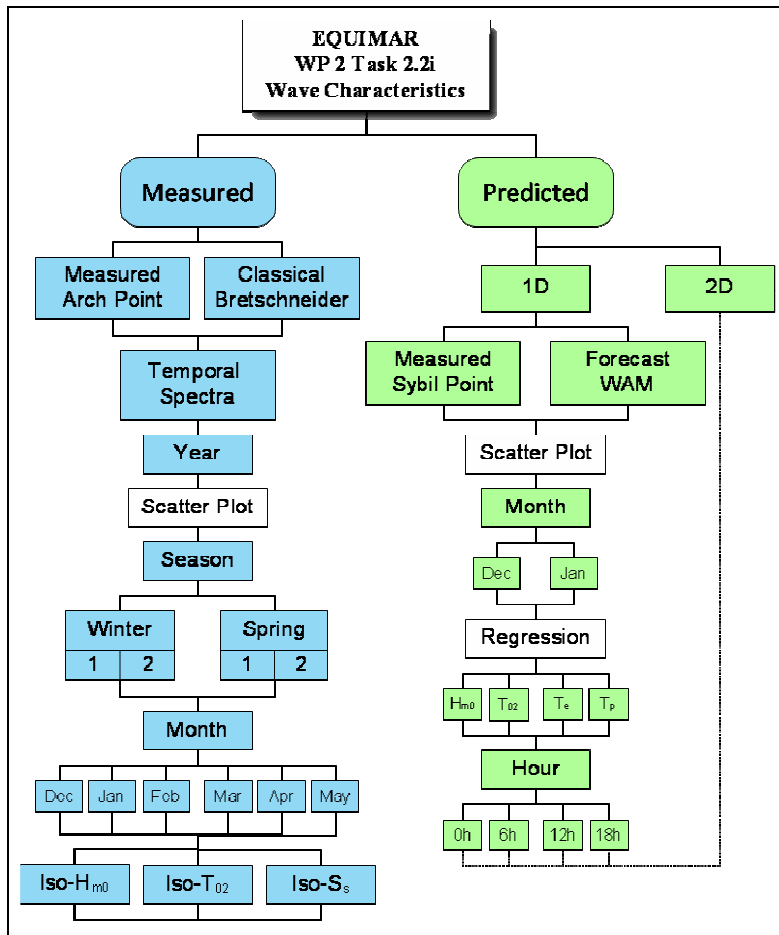 EQUIMAR
WP 2 Task 2.2i
Wave Characteristics
Measured
Predicted
Measured
Arch Point
Classical
Bretschneider
1D
2D
Temporal
Spectra
Measured
Sybil Point
Forecast
WAM
Year
Scatter Plot
Scatter Plot
Month
Season
Dec
Jan
Winter
1
2
Spring
1
2
Regression
Month
Hm0
T02
Te
Tp
Hour
Dec
Jan
Feb
Mar
Apr
May
0h
6h
12h
18h
Iso-Hm0
Iso-T02
Iso-Ss